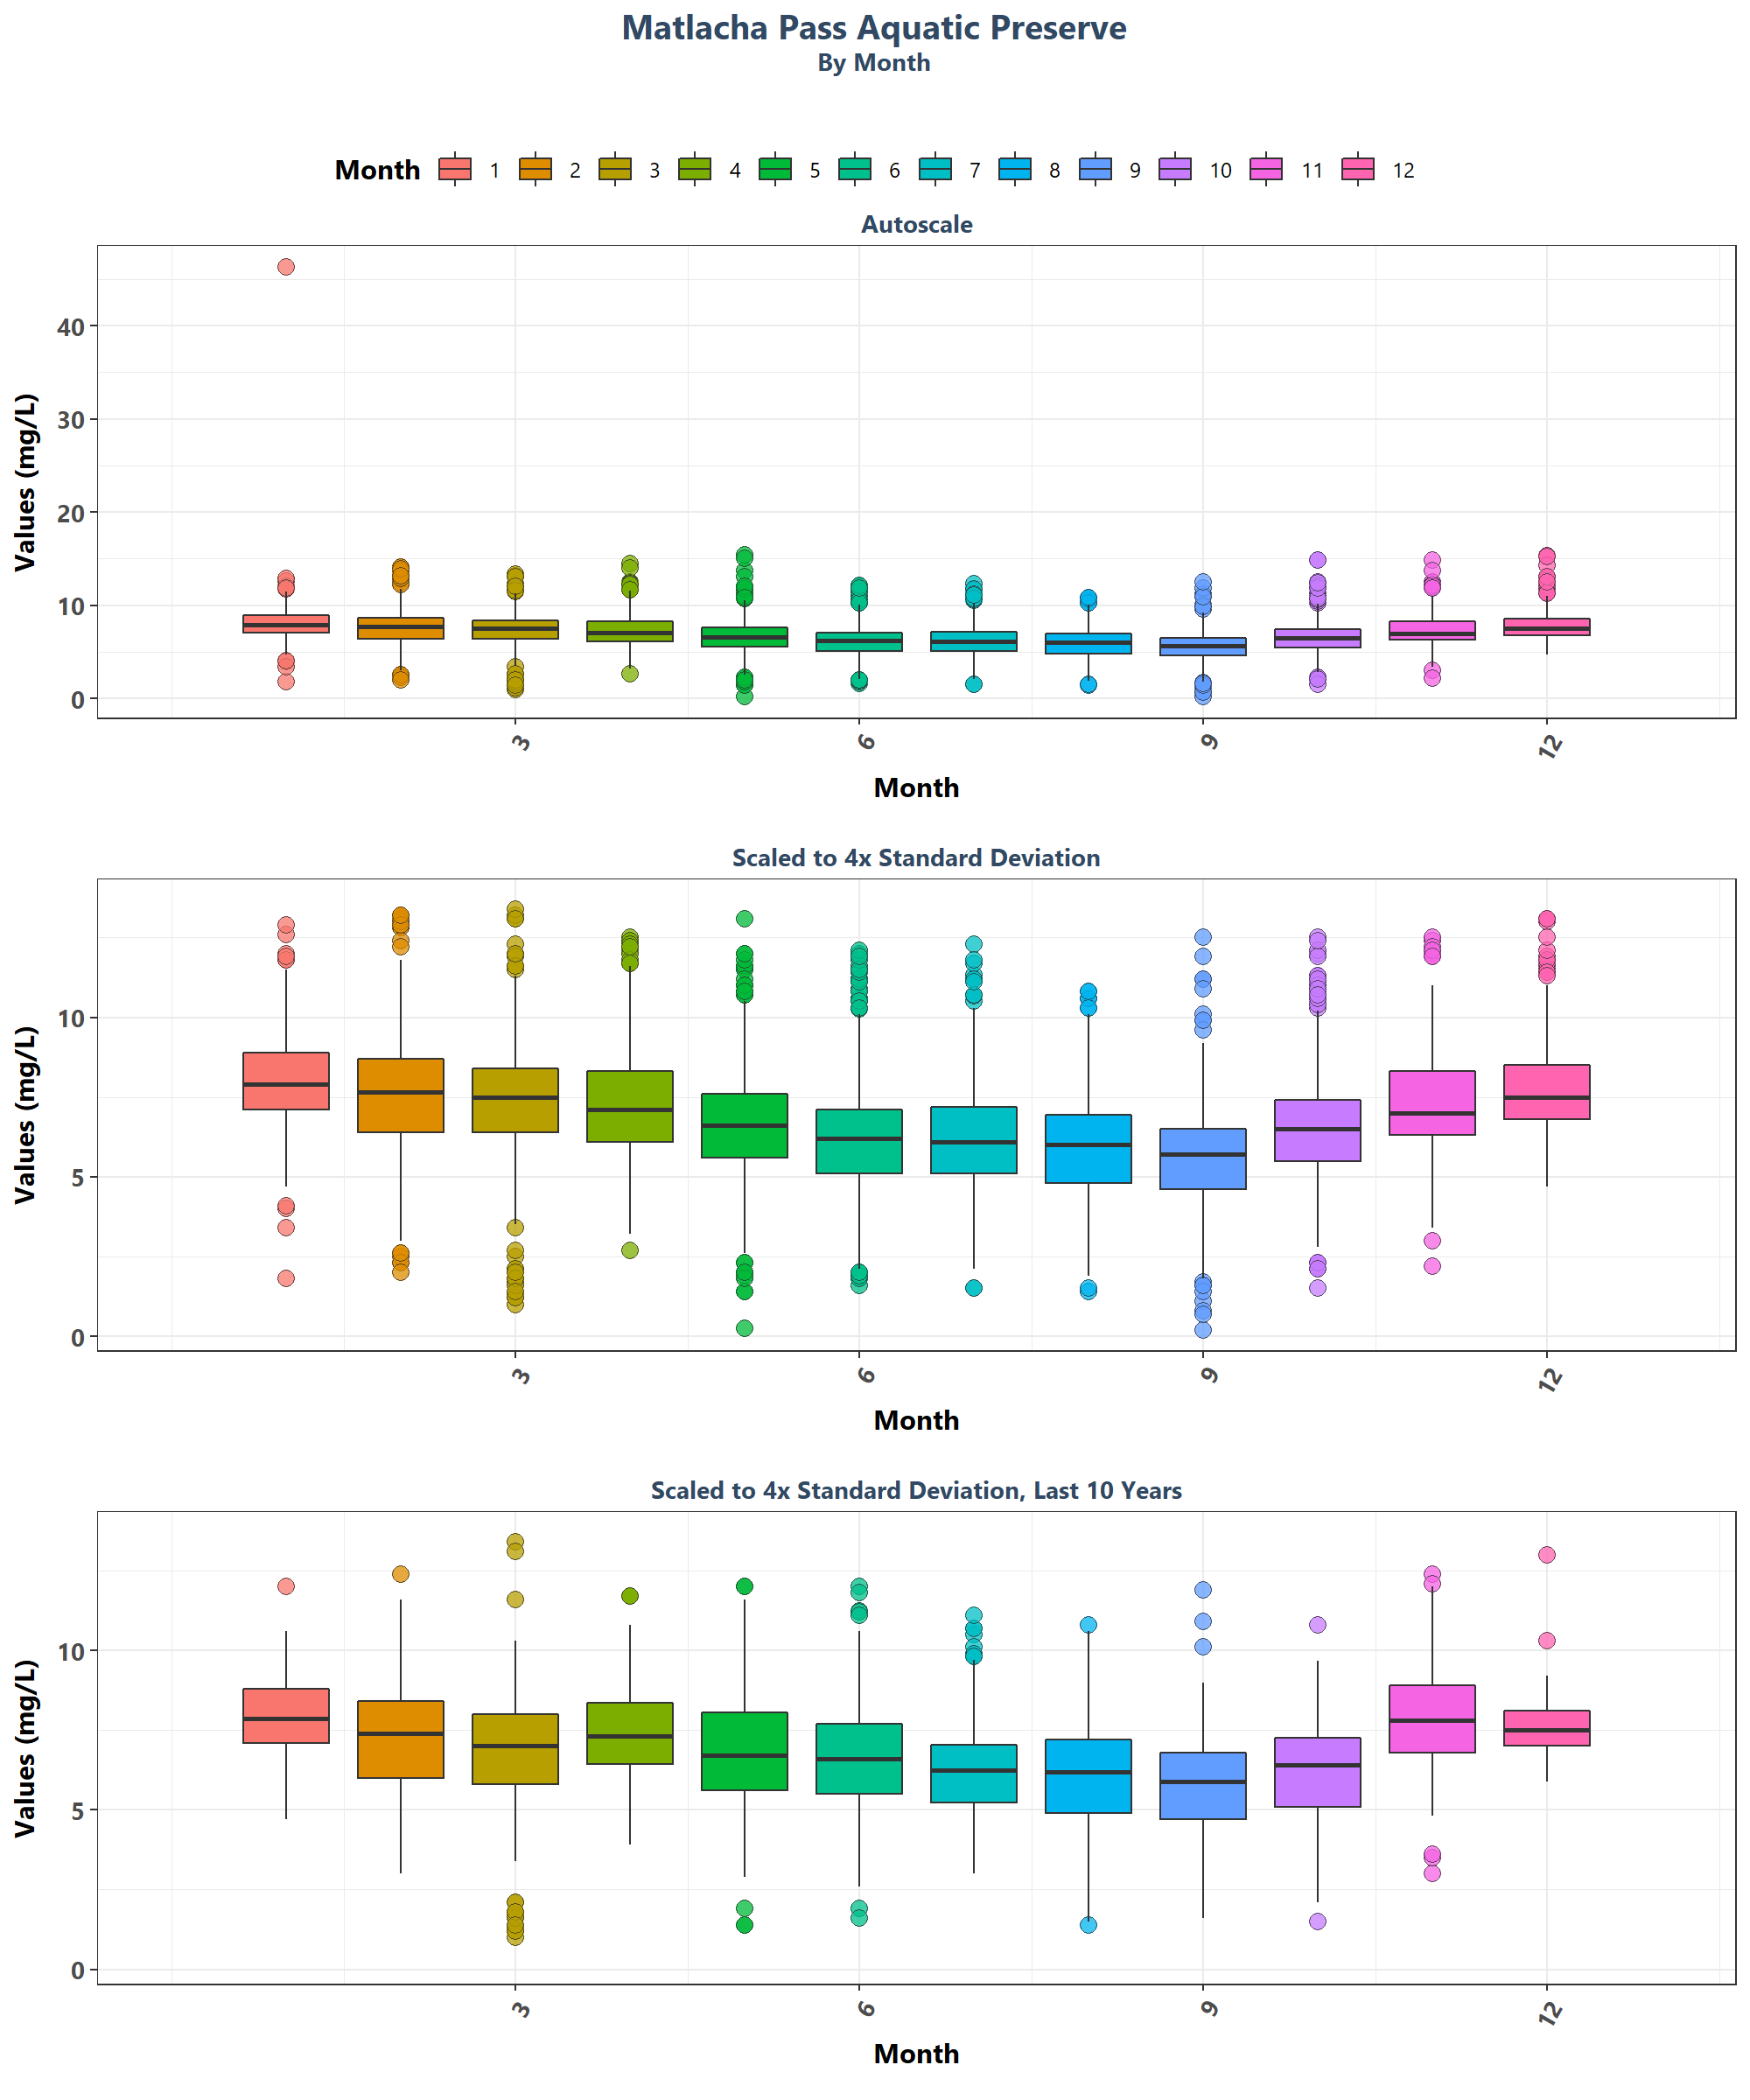 Matlacha Pass Aquatic Preserve
By Month
Month 1 2 3 4 5 6 7 8 9 10 11 12
Autoscale
Values (mg/L)
40
30
20
10
0
3 6 9 12
Month
Scaled to 4x Standard Deviation
Values (mg/L)
10
5
0
3 6 9 12
Month
Scaled to 4x Standard Deviation, Last 10 Years
Values (mg/L)
10
5
0
3 6 9 12
Month